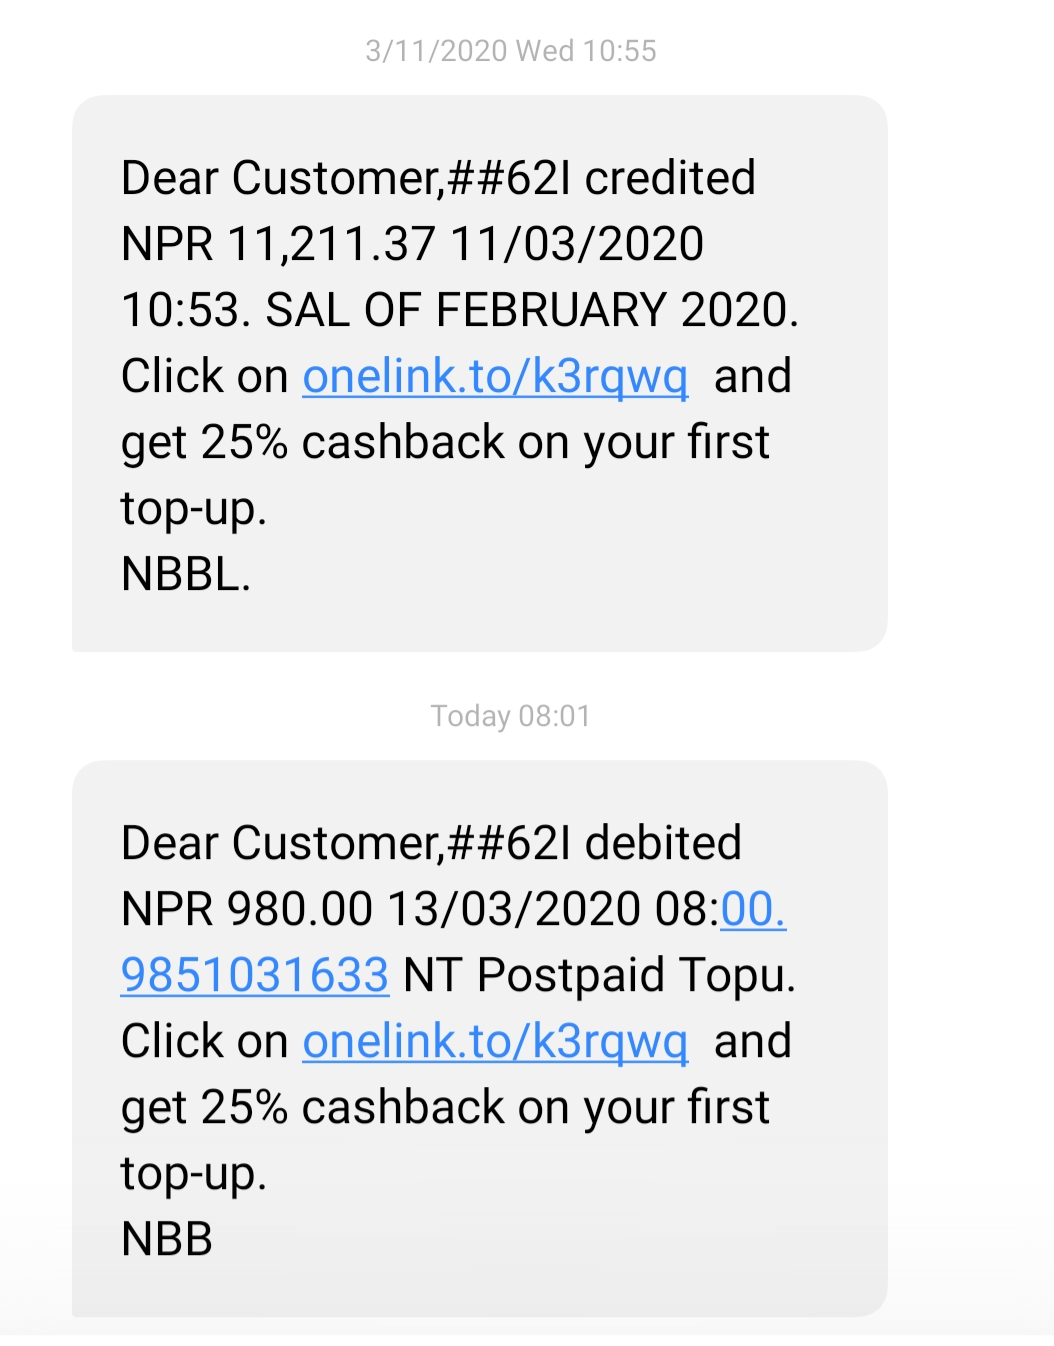 3/11/2020 Wed 10:55
Dear Customer,##62I credited
NPR 11,211.37 11/03/2020
10:53. SAL OF FEBRUARY 2020.
Click on onelink.to/k3rqwq  and
get 25% cashback on your first
top-up.
NBBL.
Today 08:01
Dear Customer,##62I debited
NPR 980.00 13/03/2020 08:00.
9851031633 NT Postpaid Topu.
Click on onelink.to/k3rqwq  and
get 25% cashback on your first
top-up.
NBB